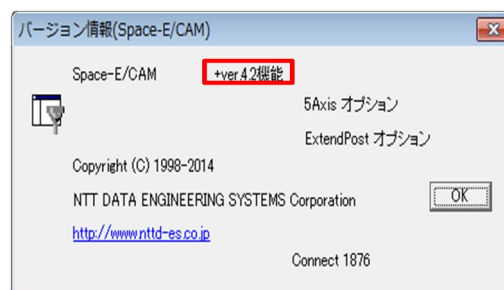 バージョン情報(Space-E/CAM)
Space-E/CAM +ver.4.2機能
5Axis オプション
ExtendPost オプション
Copyright (C) 1998-2014
NTT DATA ENGINEERING SYSTEMS Corporation
OK
http://www.nttd-es.co.jp
Connect 1876